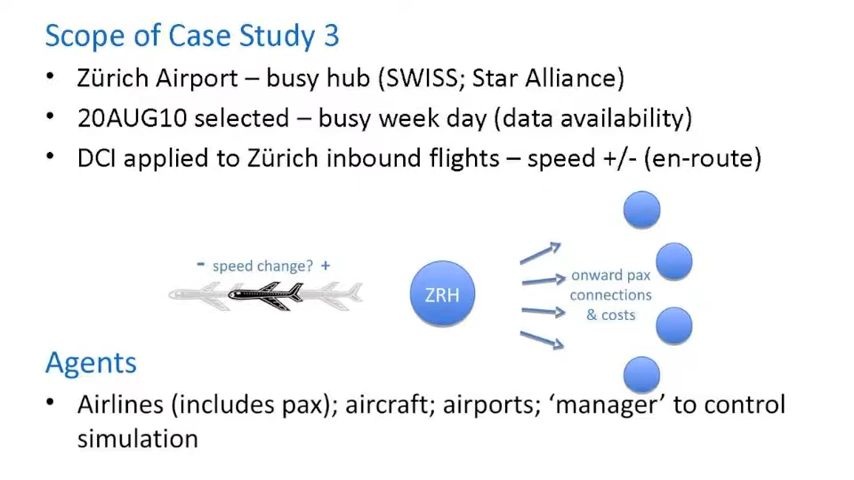 Scope of Case Study 3
• Zürich Airport – busy hub (SWISS; Star Alliance)
• 20AUG10 selected – busy week day (data availability)
• DCI applied to Zürich inbound flights – speed +/- (en-route)
- speed change? +
ZRH
onward pax
connections
& costs
Agents
• Airlines (includes pax); aircraft; airports; ‘manager’ to control
simulation